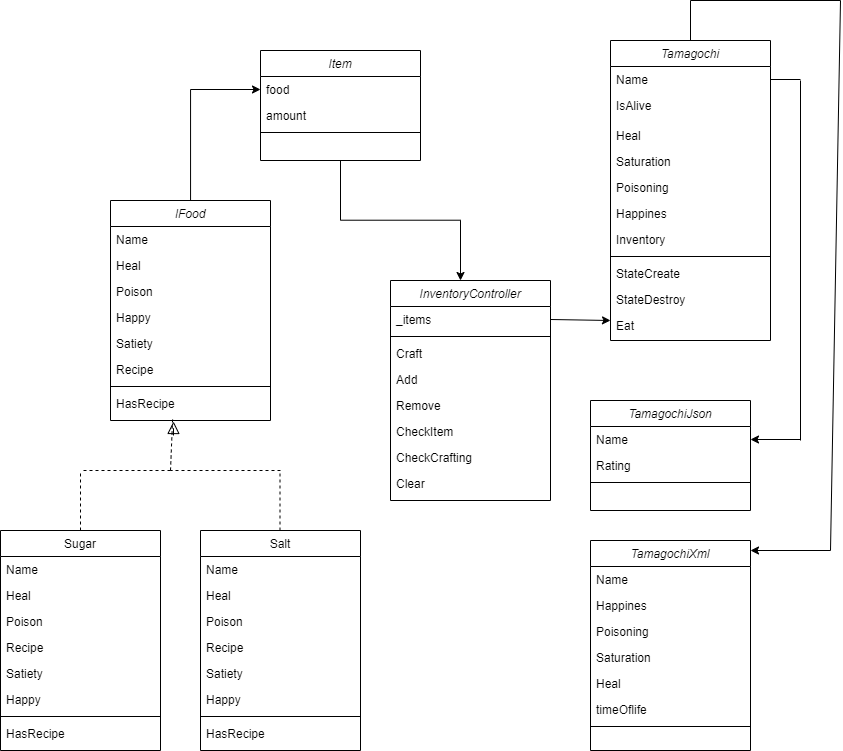 Item
food
amount
IFood
Name
Heal
Poison
Happy
Satiety
Recipe
HasRecipe
Sugar
Name
Heal
Poison
Recipe
Satiety
Happy
HasRecipe
Salt
Name
Heal
Poison
Recipe
Satiety
Happy
HasRecipe
InventoryController
_items
Craft
Add
Remove
CheckItem
CheckCrafting
Clear
Tamagochi
Name
IsAlive
Heal
Saturation
Poisoning
Happines
Inventory
StateCreate
StateDestroy
Eat
TamagochiJson
Name
Rating
TamagochiXml
Name
Happines
Poisoning
Saturation
Heal
timeOflife